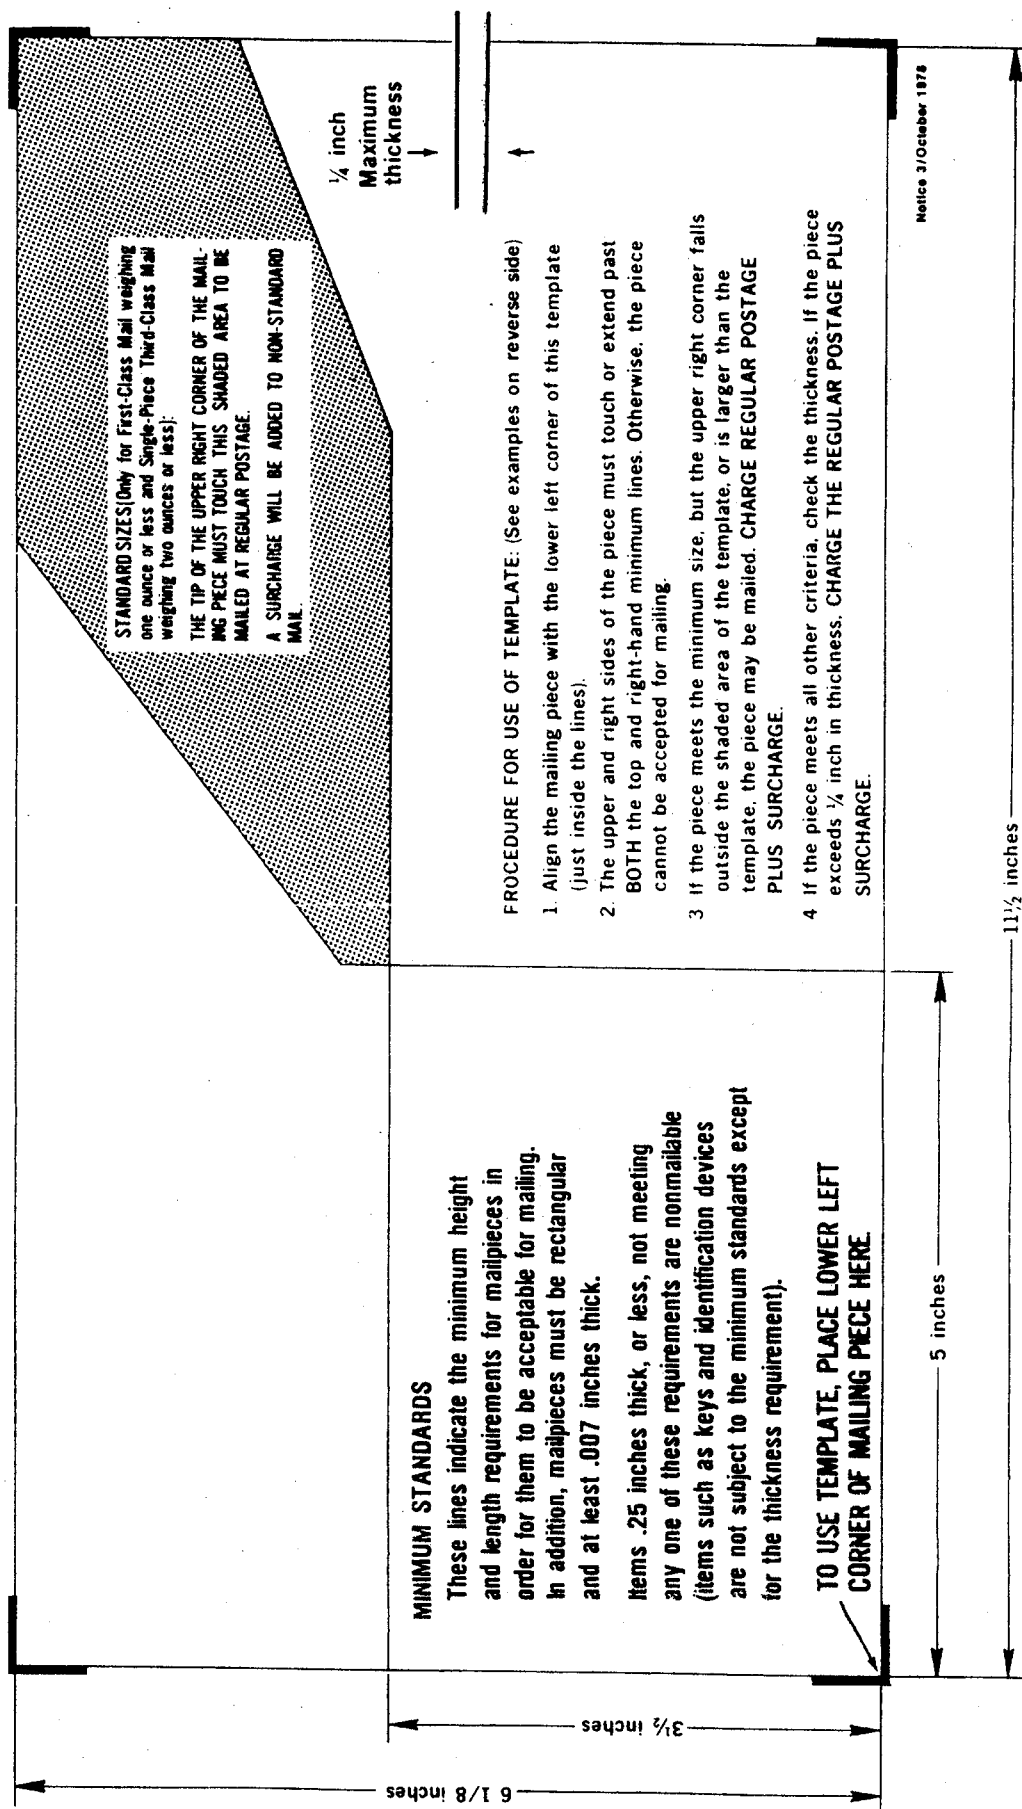 STANDARD SIZES (Only for First-Class Mail weighing
one ounce or less and Single-Piece Third-Class Mail
weighing two ounces or less):
THE TIP OF THE UPPER RIGHT CORNER OF THE MAIL-
ING PIECE MUST TOUCH THIS SHADED AREA TO BE
MAILED AT REGULAR POSTAGE.
A SURCHARGE WILL BE ADDED TO NON-STANDARD
MAIL.
¼ inch
Maximum
thickness
MINIMUM STANDARDS
These lines indicate the minimum height
and length requirements for mailpieces in
order for them to be acceptable for mailing.
In addition, mailpieces must be rectangular
and at least .007 inches thick.
Items .25 inches thick, or less, not meeting
any one of these requirements are nonmailable
(items such as keys and identification devices
are not subject to the minimum standards except
for the thickness requirement).
TO USE TEMPLATE, PLACE LOWER LEFT
CORNER OF MAILING PIECE HERE.
FROCEDURE FOR USE OF TEMPLATE: (See examples on reverse side)
1. Align the mailing piece with the lower left corner of this template
(just inside the lines).
2. The upper and right sides of the piece must touch or extend past
BOTH the top and right-hand minimum lines. Otherwise, the piece
cannot be accepted for mailing.
3 If the piece meets the minimum size, but the upper right corner falls
outside the shaded area of the template, or is larger than the
template, the piece may be mailed. CHARGE REGULAR POSTAGE
PLUS SURCHARGE.
4 If the piece meets all other criteria, check the thickness. If the piece
exceeds ¼ inch in thickness, CHARGE THE REGULAR POSTAGE PLUS
SURCHARGE.
Notice 3/October 1978
6 1/8 inches
3½ inches
5 inches
11½ inches